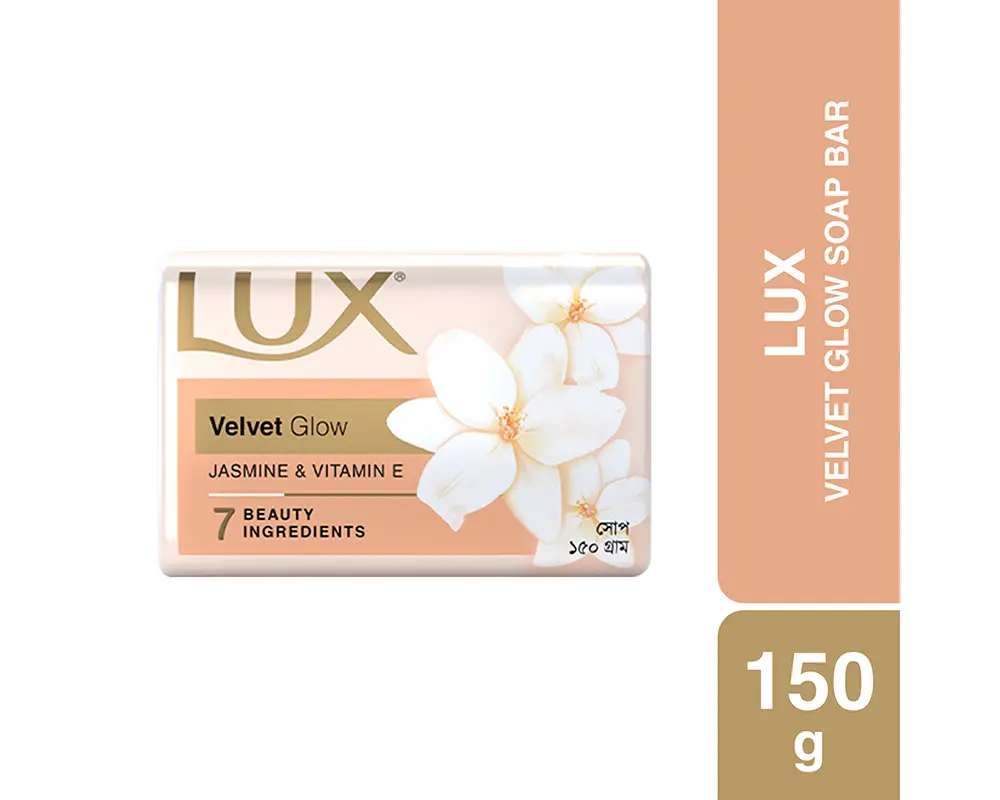 LUX®
Velvet Glow
JASMINE & VITAMIN E
7 BEAUTY
INGREDIENTS
সোপ
১৫০ গ্রাম
LUX
VELVET GLOW SOAP BAR
150
g